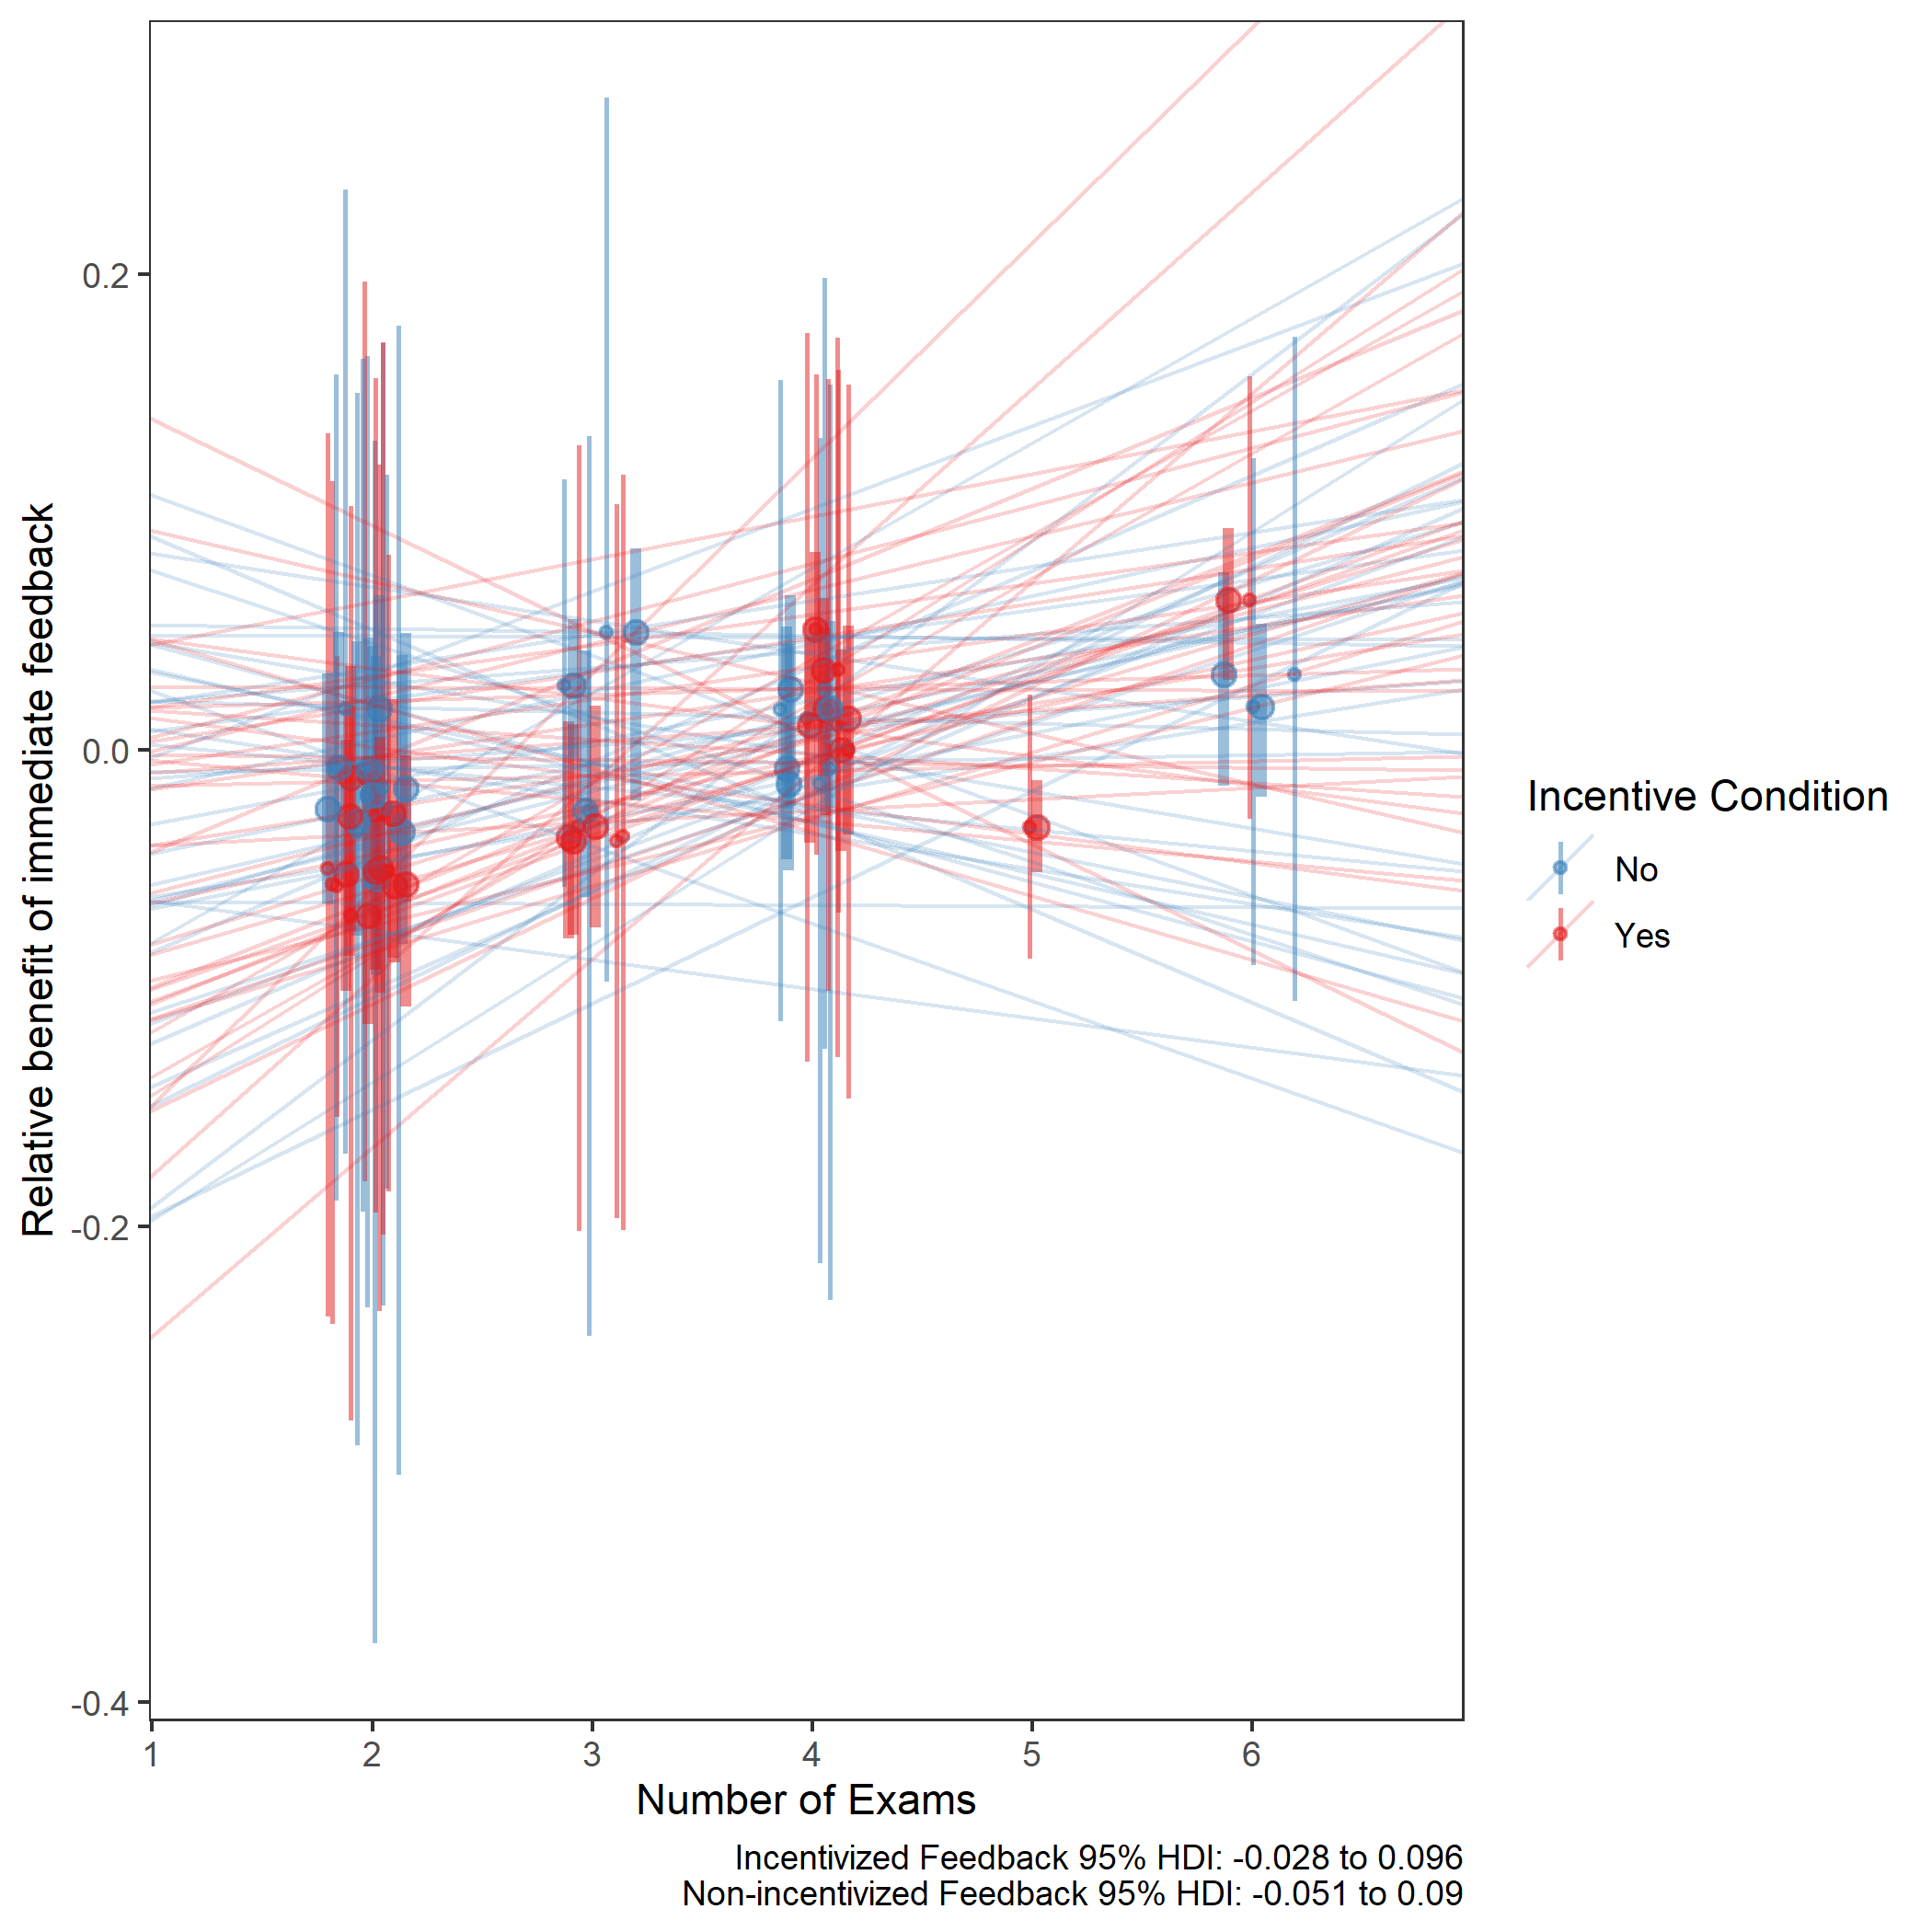 Relative benefit of immediate feedback
0.2
0.0
-0.2
-0.4
1 2 3 4 5 6
Number of Exams
Incentive Condition
No
Yes
Incentivized Feedback 95% HDI: -0.028 to 0.096
Non-incentivized Feedback 95% HDI: -0.051 to 0.09